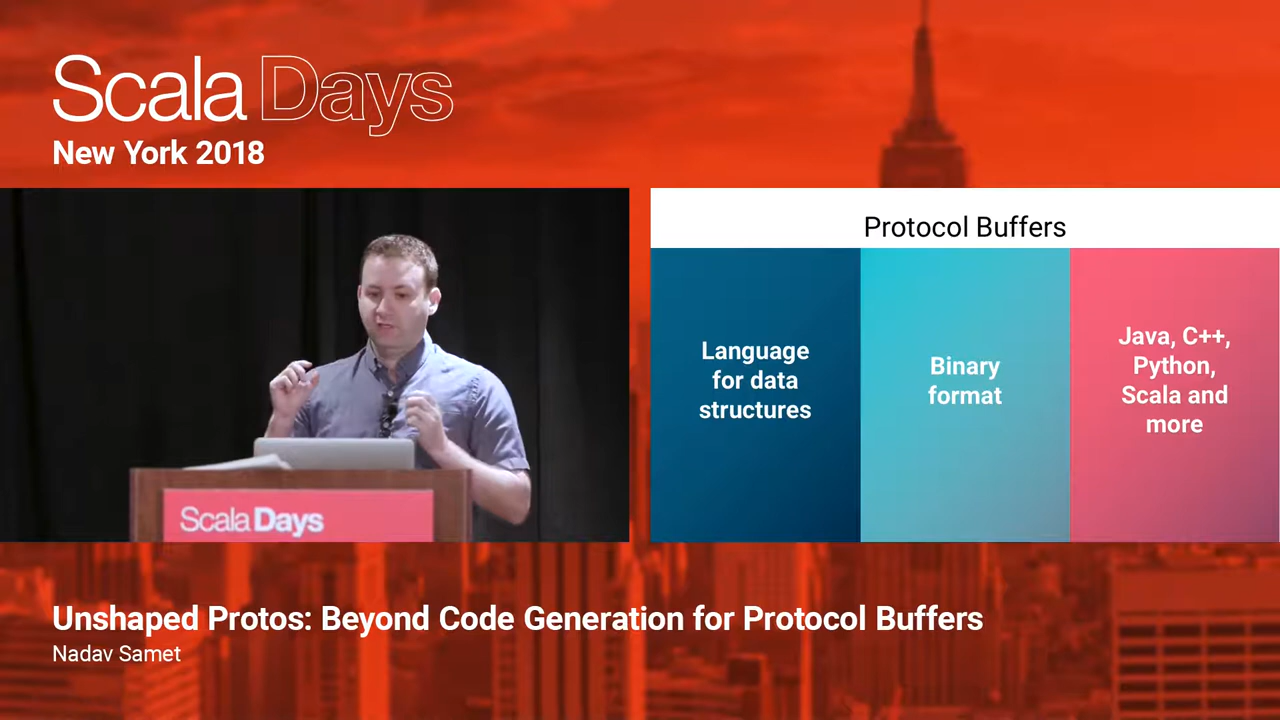 Scala Days
New York 2018
Protocol Buffers
Language
for data
structures
Binary
format
Java, C++,
Python,
Scala and
more
Scala Days
Unshaped Protos: Beyond Code Generation for Protocol Buffers
Nadav Samet